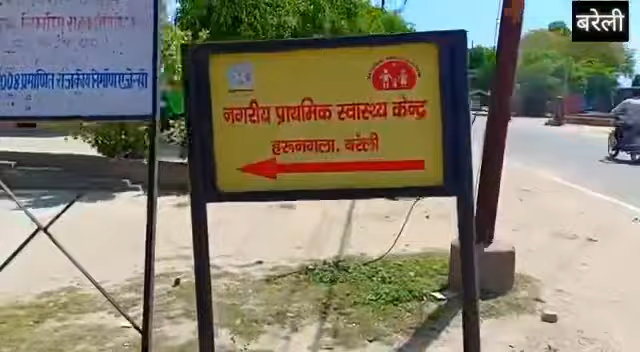 बरेली
008 प्रमाणित राजकीय निर्माण एजेन्सी
नगरीय प्राथमिक स्वास्थ्य केन्द्र
हरूनगला, बरेली